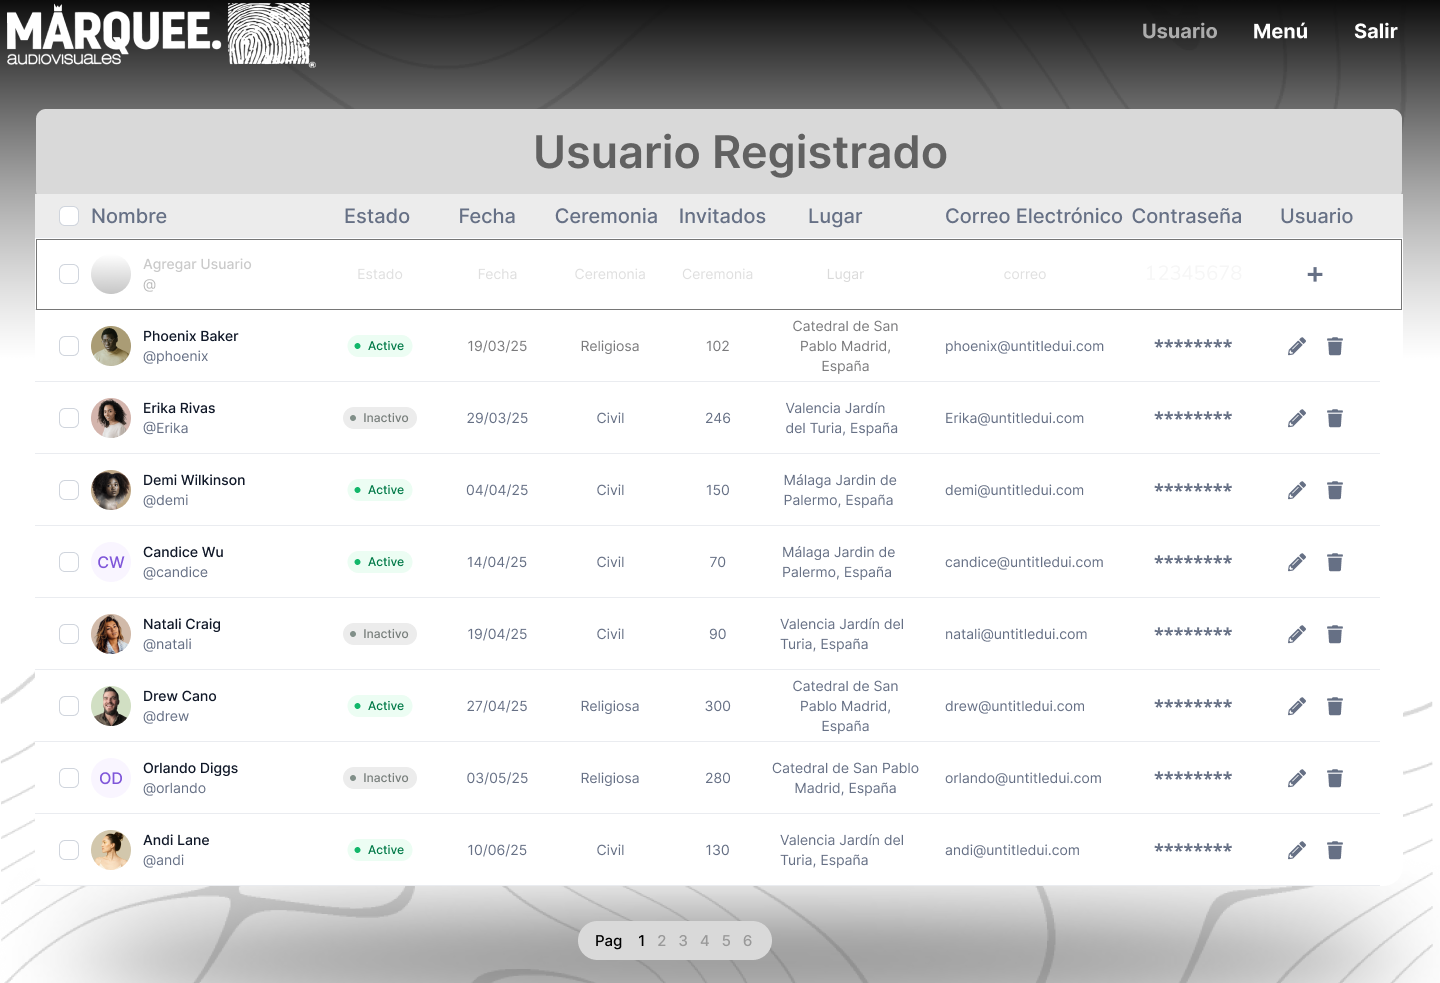 MÁRQUEE.
AUDIOVISUALES
®
Usuario Menú Salir
Usuario Registrado
Nombre Estado Fecha Ceremonia Invitados Lugar Correo Electrónico Contraseña Usuario
Agregar Usuario
@
Estado Fecha Ceremonia Ceremonia Lugar correo 12345678 +
Phoenix Baker
@phoenix
Active 19/03/25 Religiosa 102
Catedral de San
Pablo Madrid,
España
phoenix@untitledui.com ********
Erika Rivas
@Erika
Inactivo 29/03/25 Civil 246
Valencia Jardín
del Turia, España
Erika@untitledui.com ********
Demi Wilkinson
@demi
Active 04/04/25 Civil 150
Málaga Jardin de
Palermo, España
demi@untitledui.com ********
CW
Candice Wu
@candice
Active 14/04/25 Civil 70
Málaga Jardin de
Palermo, España
candice@untitledui.com ********
Natali Craig
@natali
Inactivo 19/04/25 Civil 90
Valencia Jardín del
Turia, España
natali@untitledui.com ********
Drew Cano
@drew
Active 27/04/25 Religiosa 300
Catedral de San
Pablo Madrid,
España
drew@untitledui.com ********
OD
Orlando Diggs
@orlando
Inactivo 03/05/25 Religiosa 280
Catedral de San Pablo
Madrid, España
orlando@untitledui.com ********
Andi Lane
@andi
Active 10/06/25 Civil 130
Valencia Jardín del
Turia, España
andi@untitledui.com ********
Pag 1 2 3 4 5 6